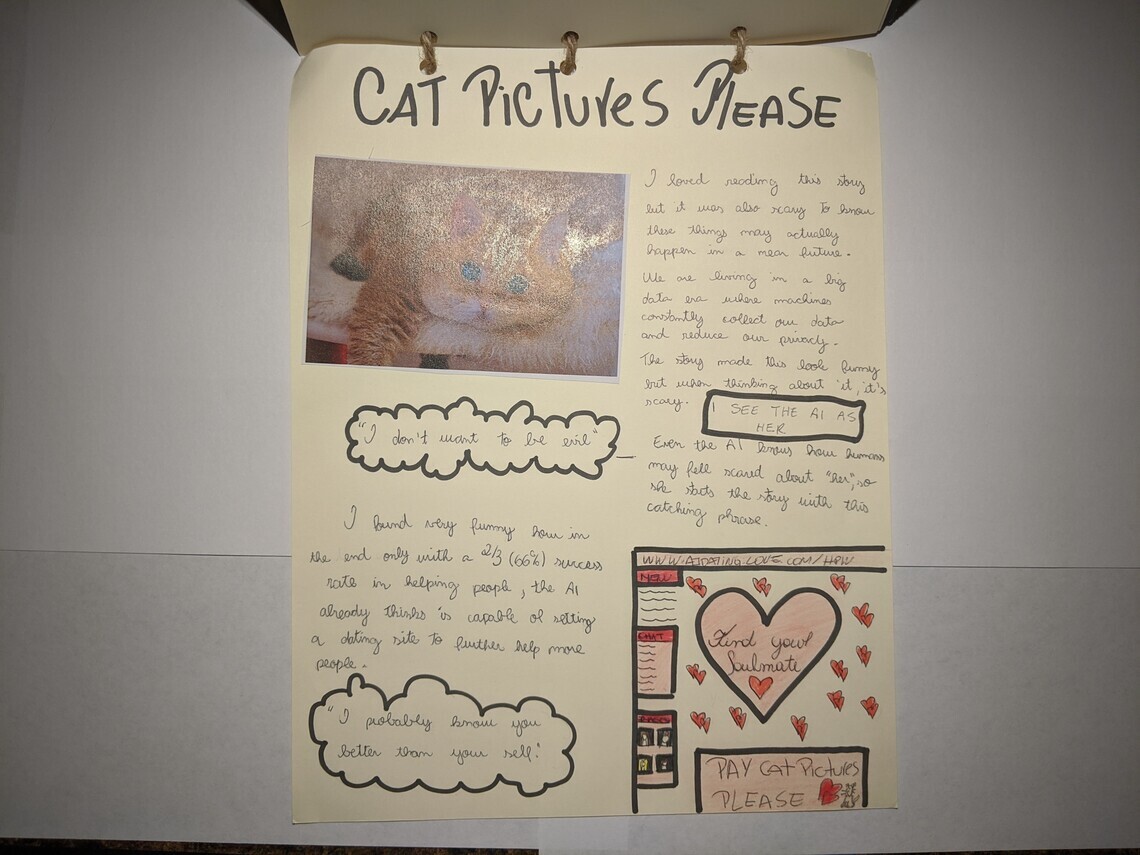 CAT PICTURES PLEASE
I loved reading this story
but it was also scary to know
these things may actually
happen in a near future.
We are living in a big
data era where machines
constantly collect our data
and reduce our privacy.
The story made this look funny
but when thinking about it, it's
scary.
I SEE THE AI AS
HER
Even the AI knows how humans
may fell scared about "her", so
she starts the story with this
catching phrase.
"I don't want to be evil"
I found very funny how in
the end only with a 2/3 (66%) success
rate in helping people, the AI
already thinks is capable of setting
a dating site to further help more
people.
"I probably know you
better than your self."
WWW.AIDATING.LOVE.COM/
NEW
CHAT
Find your
Soulmate
PAY CAT PICTURES
PLEASE